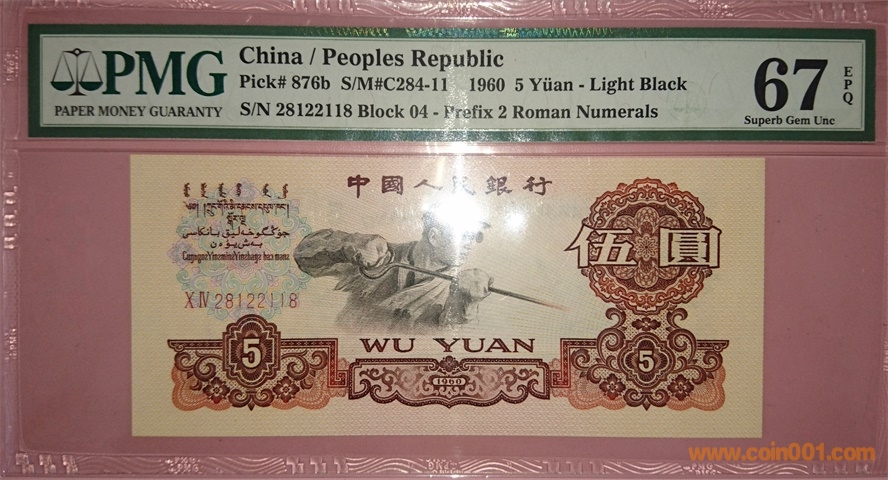 PMG
PAPER MONEY GUARANTY
China / Peoples Republic
Pick# 876b S/M#C284-11 1960 5 Yüan - Light Black
S/N 28122118 Block 04 - Prefix 2 Roman Numerals
67 EPQ
Superb Gem Unc
中國人民銀行
伍圓
X IV 28122118
5
WU YUAN
5
1960
www.coin001.com